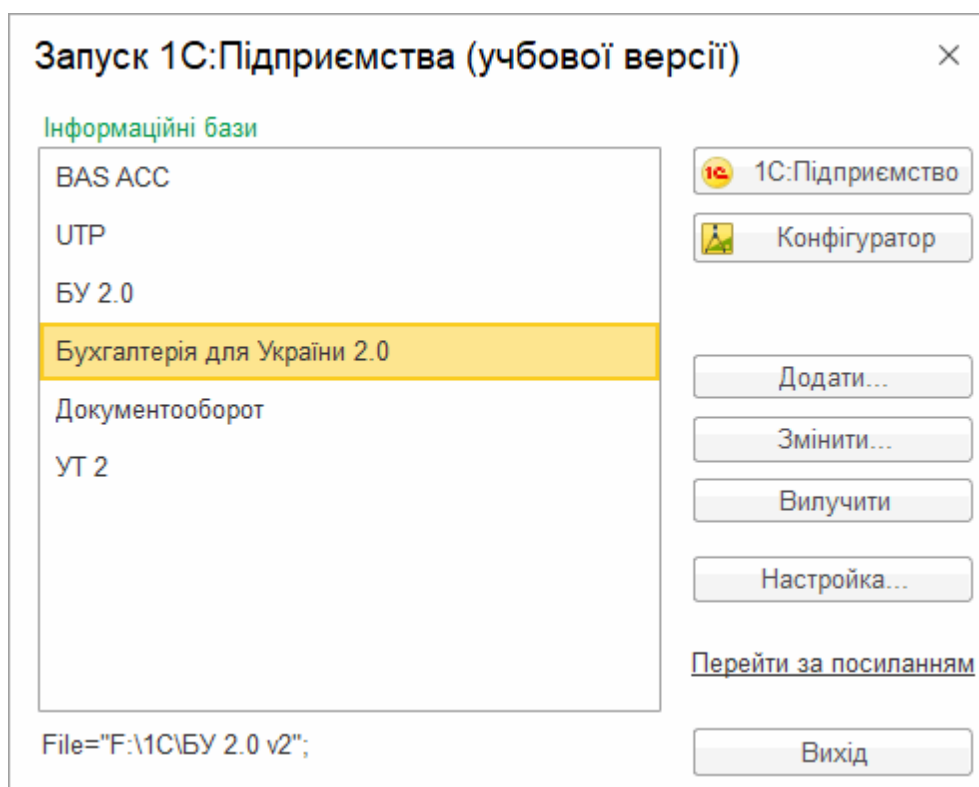 Запуск 1С:Підприємства (учбової версії)
Інформаційні бази
BAS ACC
UTP
БУ 2.0
Бухгалтерія для України 2.0
Документооборот
УТ 2
File="F:\1С\БУ 2.0 v2";
1С:Підприємство
Конфігуратор
Додати...
Змінити...
Вилучити
Настройка...
Перейти за посиланням
Вихід